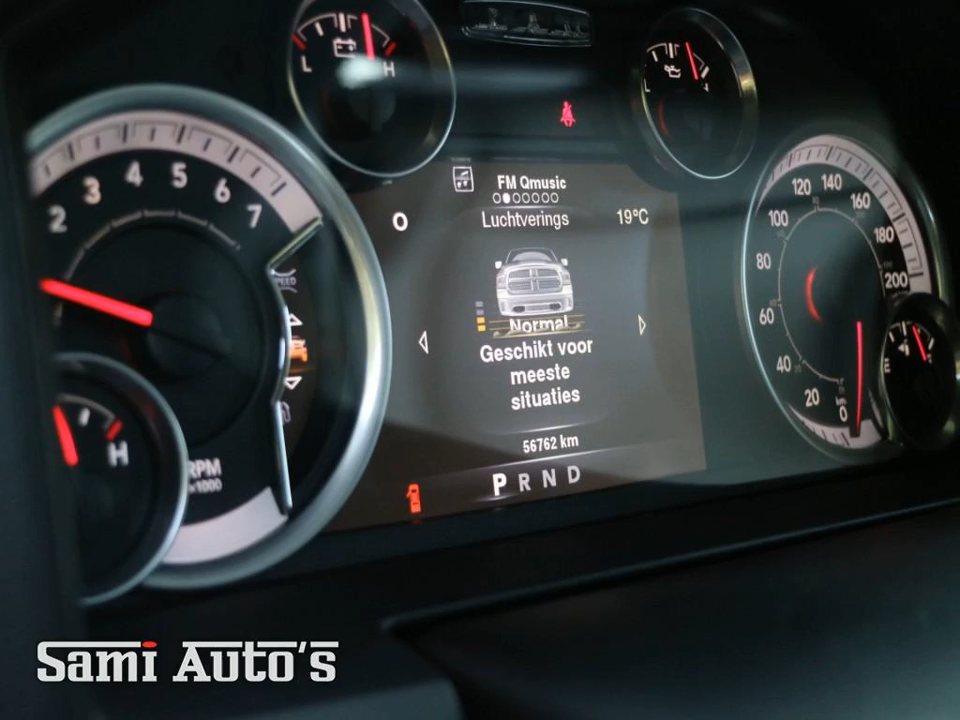 L H
L
FM Qmusic
0 Luchtverings 19°C
Normal
Geschikt voor
meeste
situaties
56762 km
P R N D
2 3 4 5 6 7
RPM
x1000
H
0 20 40 60 80 100 120 140 160 180 200
E
SAMI AUTO'S